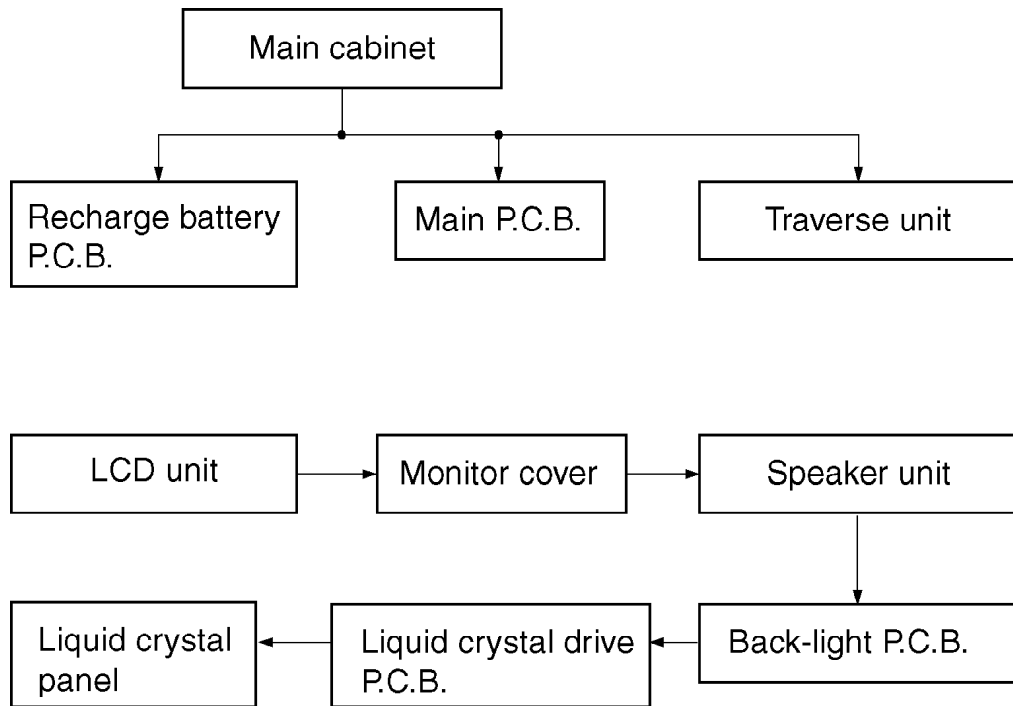 Main cabinet
Recharge battery
P.C.B.
Main P.C.B.
Traverse unit
LCD unit
Monitor cover
Speaker unit
Liquid crystal
panel
Liquid crystal drive
P.C.B.
Back-light P.C.B.